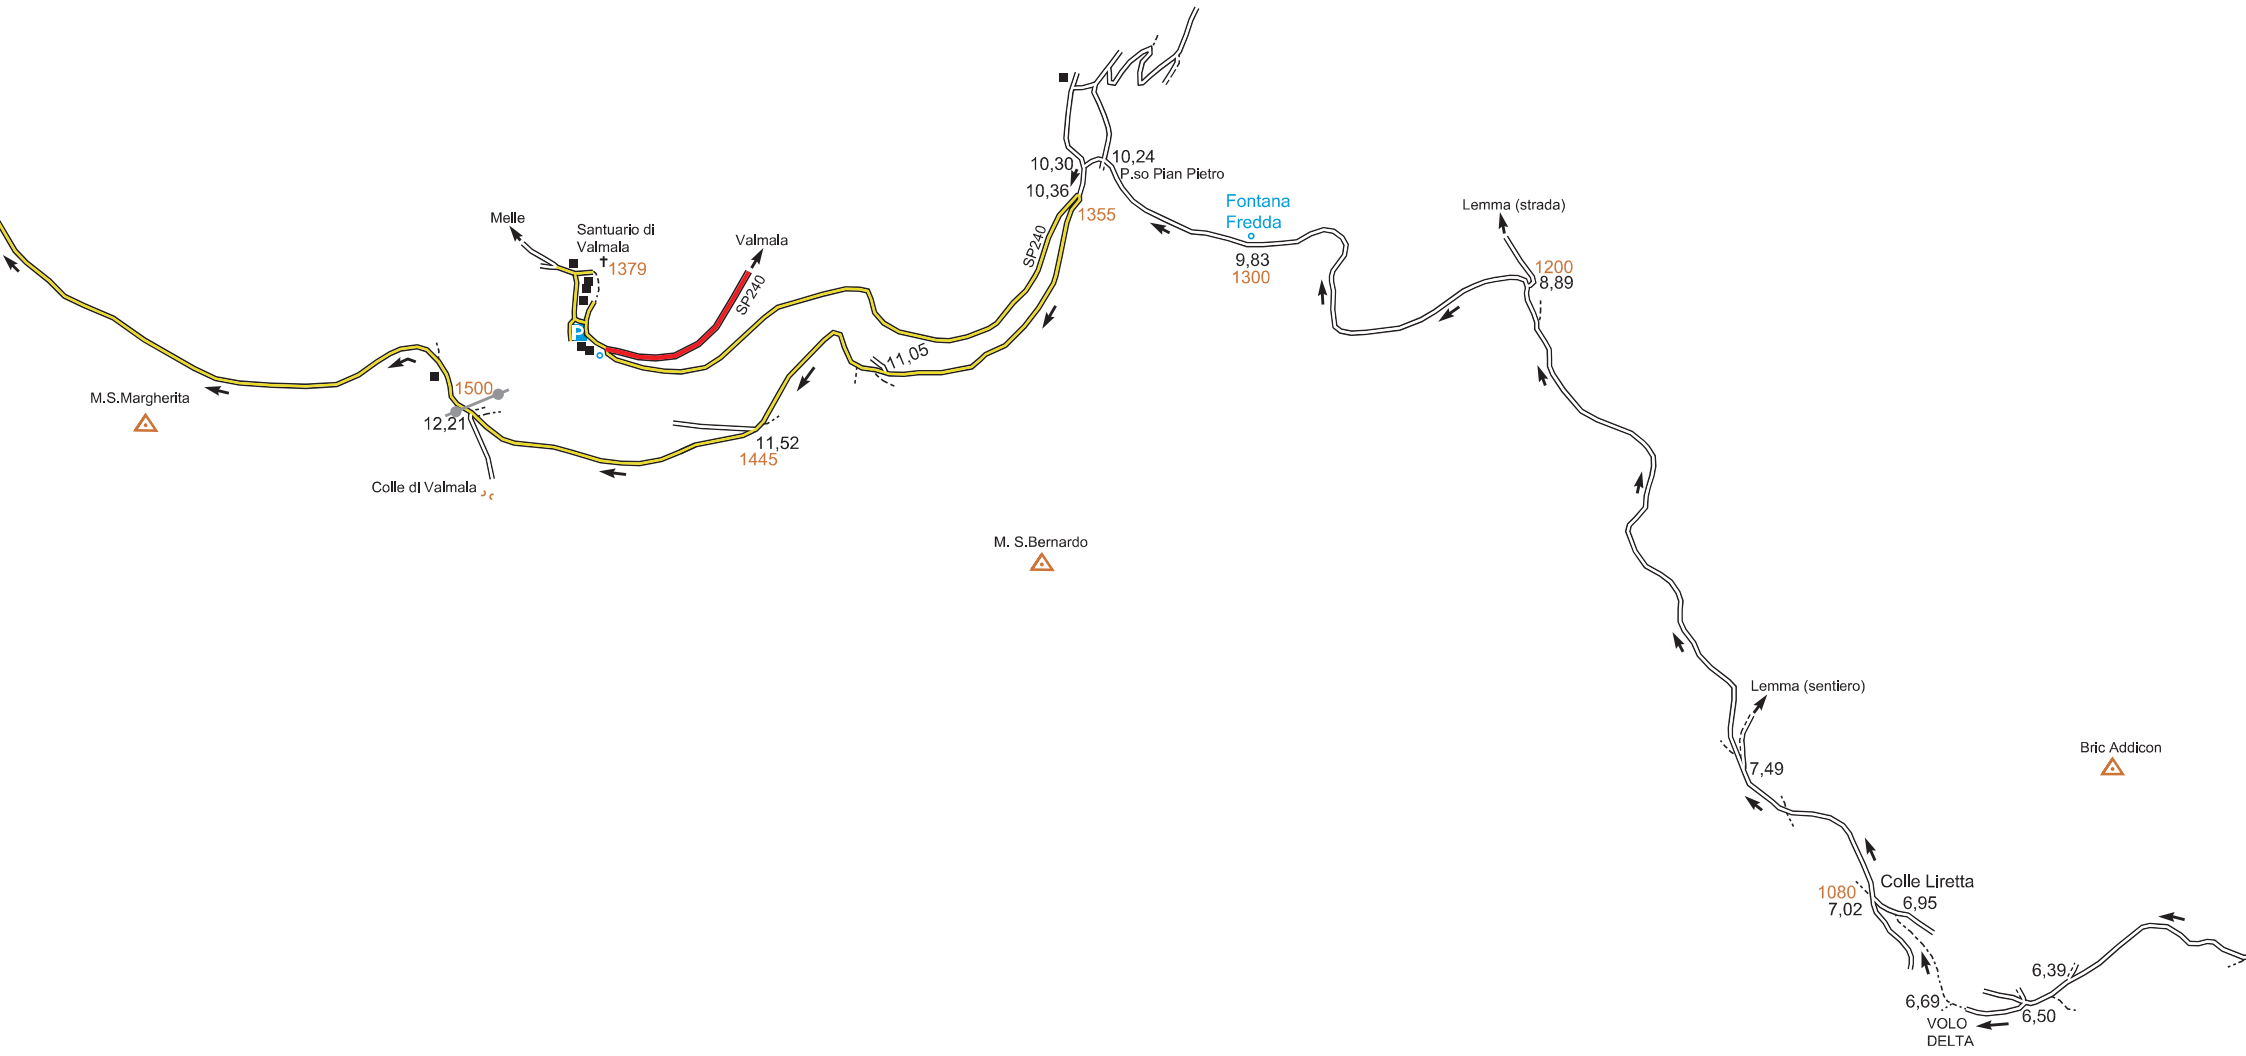 10,30
10,24
P.so Pian Pietro
10,36
1355
Fontana
Fredda
9,83
1300
Lemma (strada)
1200
8,89
Melle
Santuario di
Valmala
1379
Valmala
SP240
SP240
P
11,05
M.S.Margherita
1500
12,21
11,52
1445
Colle di Valmala
M. S.Bernardo
Lemma (sentiero)
7,49
Bric Addicon
Colle Liretta
1080
6,95
7,02
6,39
6,69
6,50
VOLO
DELTA